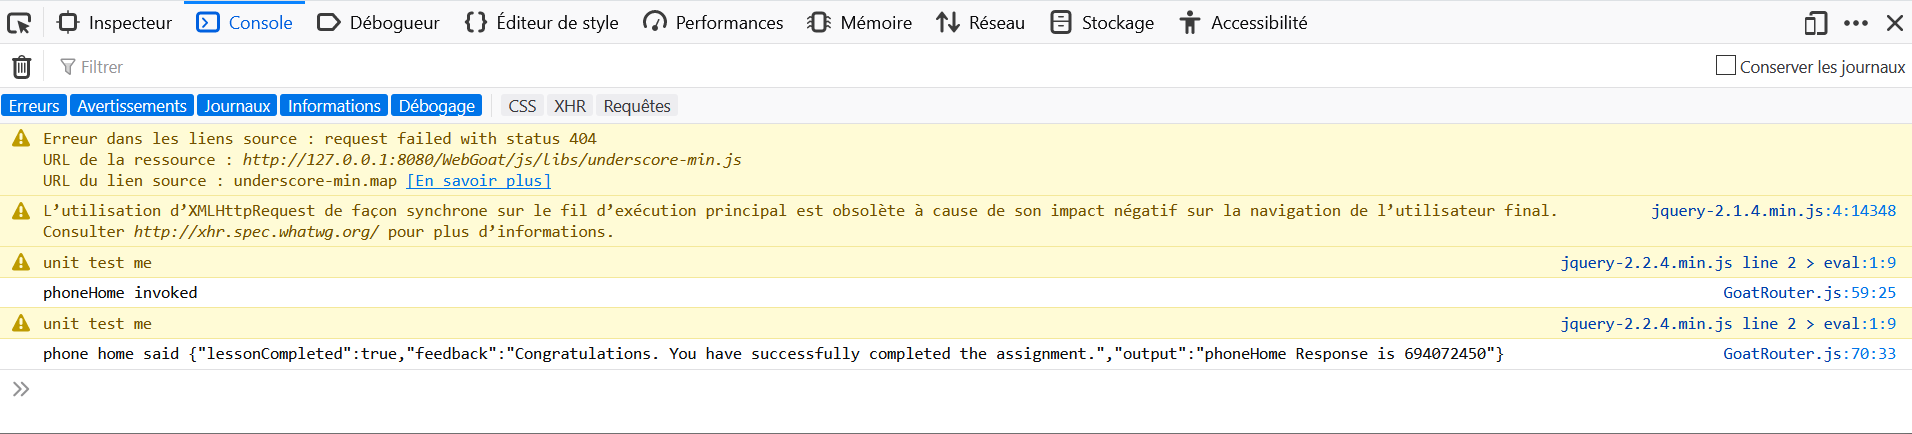 Inspecteur Console Débogueur Éditeur de style Performances Mémoire Réseau Stockage Accessibilité
Filtrer Conserver les journaux
Erreurs Avertissements Journaux Informations Débogage CSS XHR Requêtes
Erreur dans les liens source : request failed with status 404
URL de la ressource : http://127.0.0.1:8080/WebGoat/js/libs/underscore-min.js
URL du lien source : underscore-min.map [En savoir plus]
L’utilisation d’XMLHttpRequest de façon synchrone sur le fil d’exécution principal est obsolète à cause de son impact négatif sur la navigation de l’utilisateur final. jquery-2.1.4.min.js:4:14348
Consulter http://xhr.spec.whatwg.org/ pour plus d’informations.
unit test me jquery-2.2.4.min.js line 2 > eval:1:9
phoneHome invoked GoatRouter.js:59:25
unit test me jquery-2.2.4.min.js line 2 > eval:1:9
phone home said {"lessonCompleted":true,"feedback":"Congratulations. You have successfully completed the assignment.","output":"phoneHome Response is 694072450"} GoatRouter.js:70:33